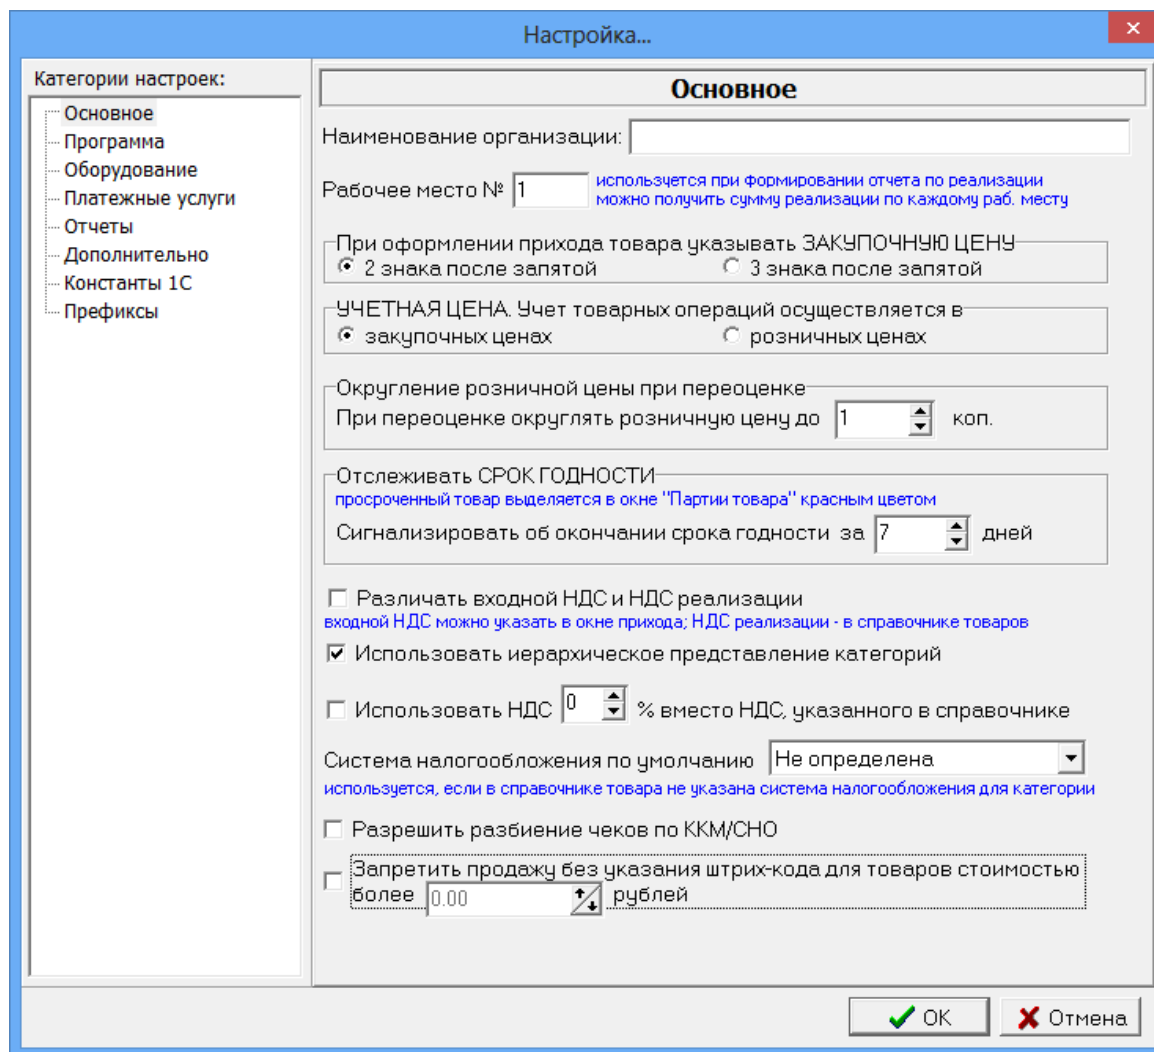 Настройка...
Категории настроек:
Основное
Программа
Оборудование
Платежные услуги
Отчеты
Дополнительно
Константы 1С
Префиксы
Основное
Наименование организации:
Рабочее место № 1
используется при формировании отчета по реализации
можно получить сумму реализации по каждому раб. месту
При оформлении прихода товара указывать ЗАКУПОЧНУЮ ЦЕНУ
2 знака после запятой 3 знака после запятой
УЧЕТНАЯ ЦЕНА. Учет товарных операций осуществляется в
закупочных ценах розничных ценах
Округление розничной цены при переоценке
При переоценке округлять розничную цену до 1 коп.
Отслеживать СРОК ГОДНОСТИ
просроченный товар выделяется в окне "Партии товара" красным цветом
Сигнализировать об окончании срока годности за 7 дней
Различать входной НДС и НДС реализации
входной НДС можно указать в окне прихода; НДС реализации - в справочнике товаров
Использовать иерархическое представление категорий
Использовать НДС 0 % вместо НДС, указанного в справочнике
Система налогообложения по умолчанию Не определена
используется, если в справочнике товара не указана система налогообложения для категории
Разрешить разбиение чеков по ККМ/СНО
Запретить продажу без указания штрих-кода для товаров стоимостью
более 0.00 рублей
OK Отмена